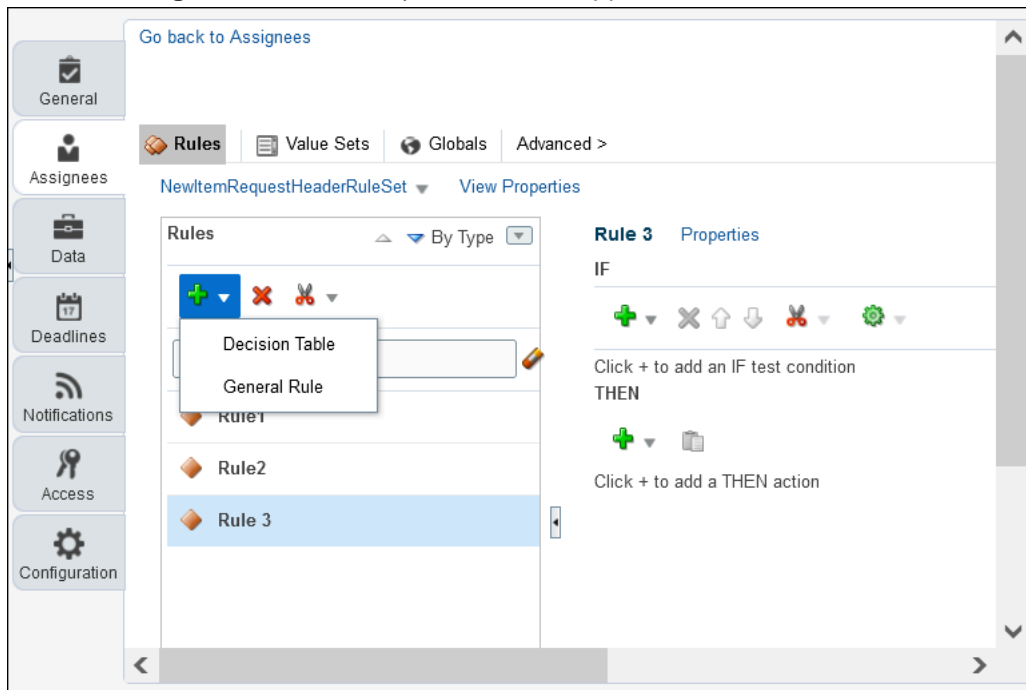 Go back to Assignees
General
Assignees
Data
17
Deadlines
Notifications
Access
Configuration
Rules Value Sets Globals Advanced >
NewItemRequestHeaderRuleSet View Properties
Rules By Type
Decision Table
General Rule
Rule1
Rule2
Rule 3
Rule 3 Properties
IF
Click + to add an IF test condition
THEN
Click + to add a THEN action